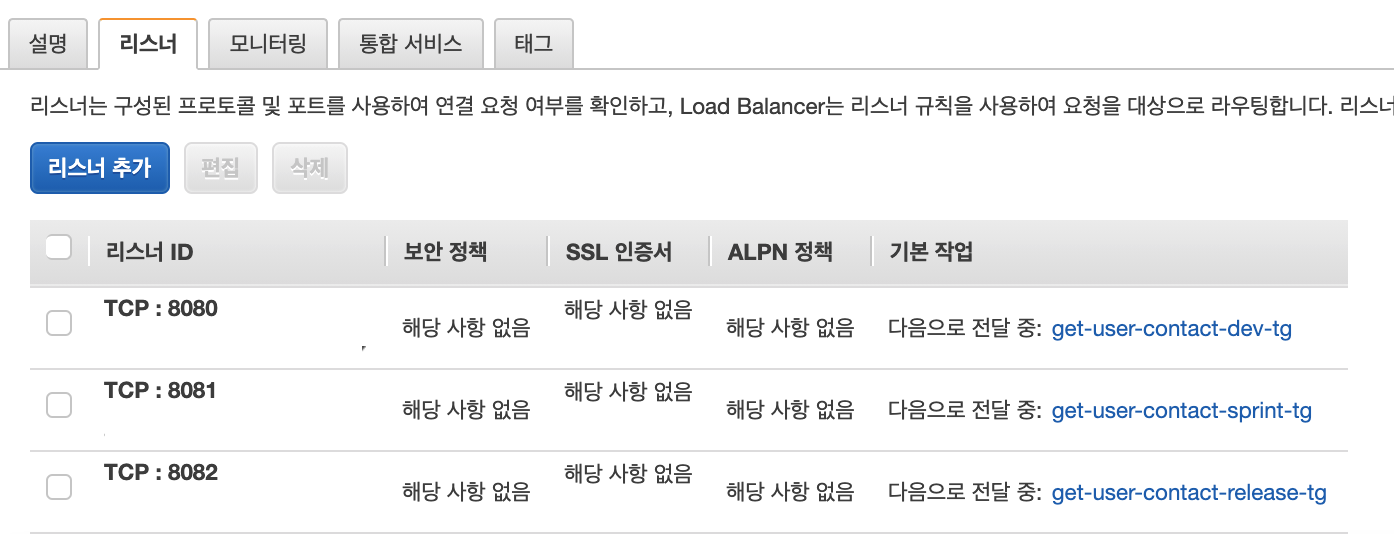 설명 리스너 모니터링 통합 서비스 태그
리스너는 구성된 프로토콜 및 포트를 사용하여 연결 요청 여부를 확인하고, Load Balancer는 리스너 규칙을 사용하여 요청을 대상으로 라우팅합니다. 리스너
리스너 추가 편집 삭제
리스너 ID 보안 정책 SSL 인증서 ALPN 정책 기본 작업
TCP : 8080 해당 사항 없음 해당 사항 없음 해당 사항 없음 다음으로 전달 중: get-user-contact-dev-tg
TCP : 8081 해당 사항 없음 해당 사항 없음 해당 사항 없음 다음으로 전달 중: get-user-contact-sprint-tg
TCP : 8082 해당 사항 없음 해당 사항 없음 해당 사항 없음 다음으로 전달 중: get-user-contact-release-tg